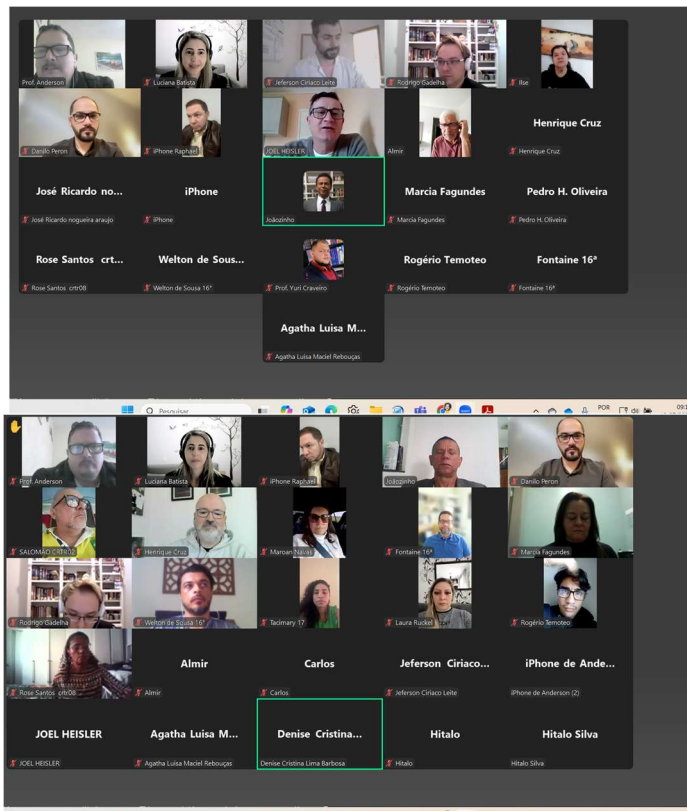 Prof. Anderson
Luciana Batista
Jeferson Ciriaco Leite
Rodrigo Gadelha
Ilse
Danilo Peron
iPhone Raphael
JOEL HEISLER
Almir
Henrique Cruz
Henrique Cruz
José Ricardo no...
iPhone
Marcia Fagundes
Pedro H. Oliveira
José Ricardo nogueira araujo
iPhone
Joãozinho
Marcia Fagundes
Pedro H. Oliveira
Rose Santos crt...
Welton de Sous...
Rogério Temoteo
Fontaine 16ª
Rose Santos crtr08
Welton de Sousa 16°
Prof. Yuri Craveiro
Rogério Temoteo
Fontaine 16ª
Agatha Luisa M...
Agatha Luisa Maciel Rebouças
Pesquisar
POR
Prof. Anderson
Luciana Batista
iPhone Raphael
Joãozinho
Danilo Peron
SALOMÃO CRTR02
Henrique Cruz
Maroan Navas
Fontaine 16ª
Marcia Fagundes
Rodrigo Gadelha
Welton de Sousa 16°
Tacimary 17
Laura Ruckel
Rogério Temoteo
Almir
Carlos
Jeferson Ciriaco...
iPhone de Ande...
Rose Santos crtr08
Almir
Carlos
Jeferson Ciriaco Leite
iPhone de Anderson (2)
JOEL HEISLER
Agatha Luisa M...
Denise Cristina...
Hitalo
Hitalo Silva
JOEL HEISLER
Agatha Luisa Maciel Rebouças
Denise Cristina Lima Barbosa
Hitalo
Hitalo Silva